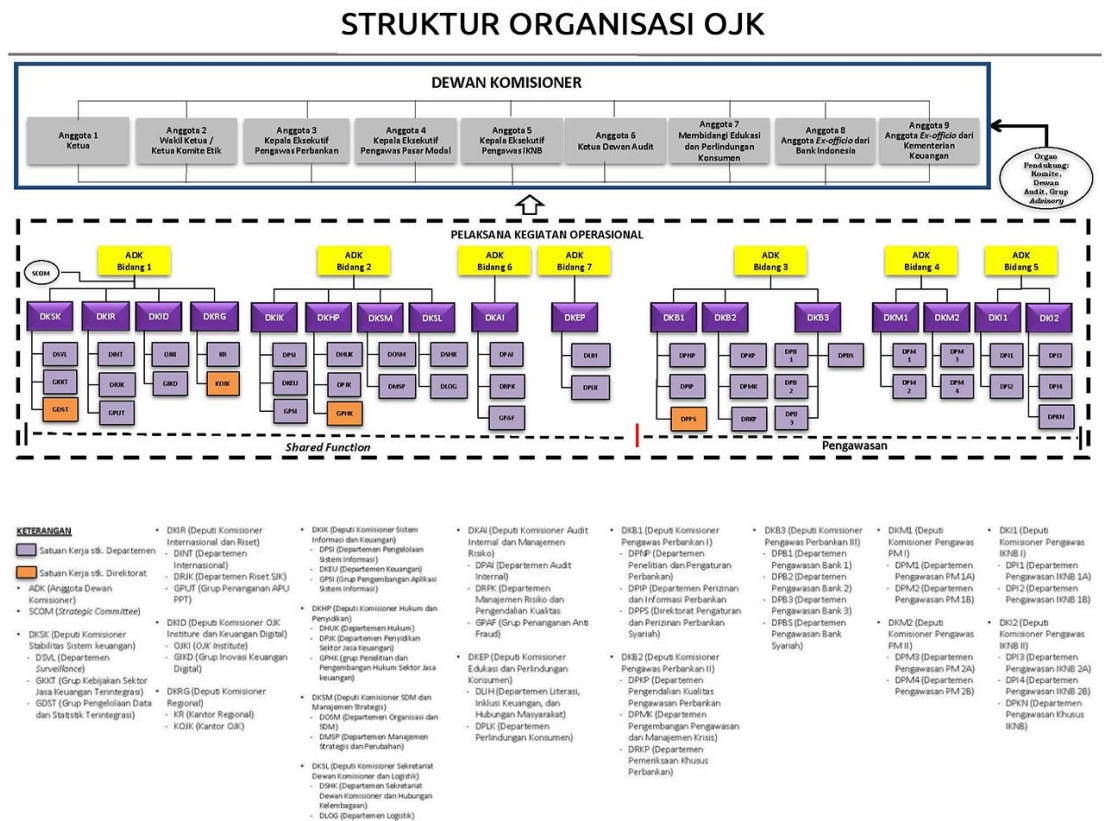 STRUKTUR ORGANISASI OJK
DEWAN KOMISIONER
Anggota 1
Ketua
Anggota 2
Wakil Ketua /
Ketua Komite Etik
Anggota 3
Kepala Eksekutif
Pengawas Perbankan
Anggota 4
Kepala Eksekutif
Pengawas Pasar Modal
Anggota 5
Kepala Eksekutif
Pengawas IKNB
Anggota 6
Ketua Dewan Audit
Anggota 7
Membidangi Edukasi
dan Perlindungan
Konsumen
Anggota 8
Anggota Ex-officio dari
Bank Indonesia
Anggota 9
Anggota Ex-officio dari
Kementerian
Keuangan
Organ
Pendukung:
Komite,
Dewan
Audit, Grup
Advisory
PELAKSANA KEGIATAN OPERASIONAL
SCOM
ADK
Bidang 1
ADK
Bidang 2
ADK
Bidang 6
ADK
Bidang 7
ADK
Bidang 3
ADK
Bidang 4
ADK
Bidang 5
DKSK
DKIR
DKID
DKRG
DKIK
DKHP
DKSM
DKSL
DKAI
DKEP
DKB1
DKB2
DKB3
DKM1
DKM2
DKI1
DKI2
DSVL
DINT
OJKI
KR
DPSI
DHUK
DOSM
DSHK
DPAI
DLIH
DPNP
DPKP
DPB
1
DPBS
DPM
1
DPM
3
DPI1
DPI3
GKKT
DRJK
GIKD
KOJK
DKEU
DPJK
DMSP
DLOG
DRPK
DPLK
DPIP
DPMK
DPB
2
DPM
2
DPM
4
DPI2
DPI4
GDST
GPUT
GPSI
GPHK
GPAF
DPPS
DRKP
DPB
3
DPKN
Shared Function
Pengawasan
KETERANGAN
Satuan Kerja stk. Departemen
Satuan Kerja stk. Direktorat
• ADK (Anggota Dewan
Komisioner)
• SCOM (Strategic Committee)
• DKSK (Deputi Komisioner
Stabilitas Sistem keuangan)
- DSVL (Departemen
Surveillance)
- GKKT (Grup Kebijakan Sektor
Jasa Keuangan Terintegrasi)
- GDST (Grup Pengelolaan Data
dan Statistik Terintegrasi)
• DKIR (Deputi Komisioner
Internasional dan Riset)
- DINT (Departemen
Internasional)
- DRJK (Departemen Riset SJK)
- GPUT (Grup Penanganan APU
PPT)
• DKID (Deputi Komisioner OJK
Institure dan Keuangan Digital)
- OJKI (OJK Institute)
- GIKD (Grup Inovasi Keuangan
Digital)
• DKRG (Deputi Komisioner
Regional)
- KR (Kantor Regional)
- KOJK (Kantor OJK)
• DKIK (Deputi Komisioner Sistem
Informasi dan Keuangan)
- DPSI (Departemen Pengelolaan
Sistem Informasi)
- DKEU (Departemen Keuangan)
- GPSI (Grup Pengembangan Aplikasi
Sistem Informasi)
• DKHP (Deputi Komisioner Hukum dan
Penyidikan)
- DHUK (Departemen Hukum)
- DPJK (Departemen Penyidikan
Sektor Jasa Keuangan)
- GPHK (grup Penelitian dan
Pengembangan Hukum Sektor Jasa
keuangan)
• DKSM (Deputi Komisioner SDM dan
Manajemen Strategis)
- DOSM (Departemen Organisasi dan
SDM)
- DMSP (Departemen Manajemen
Strategis dan Perubahan)
• DKSL (Deputi Komisioner Sekretariat
Dewan Komisioner dan Logistik)
- DSHK (Departemen Sekretariat
Dewan Komisioner dan Hubungan
Kelembagaan)
- DLOG (Departemen Logistik)
• DKAI (Deputi Komisioner Audit
Internal dan Manajemen
Risiko)
- DPAI (Departemen Audit
Internal)
- DRPK (Departemen
Manajemen Risiko dan
Pengendalian Kualitas
- GPAF (Grup Penanganan Anti
Fraud)
• DKEP (Deputi Komisioner
Edukasi dan Perlindungan
Konsumen)
- DLIH (Departemen Literasi,
Inklusi Keuangan, dan
Hubungan Masyarakat)
- DPLK (Departemen
Perlindungan Konsumen)
• DKB1 (Deputi Komisioner
Pengawas Perbankan I)
- DPNP (Departemen
Penelitian dan Pengaturan
Perbankan)
- DPIP (Departemen Perizinan
dan Informasi Perbankan)
- DPPS (Direktorat Pengaturan
dan Perizinan Perbankan
Syariah)
• DKB2 (Deputi Komisioner
Pengawas Perbankan II)
- DPKP (Departemen
Pengendalian Kualitas
Pengawasan Perbankan
- DPMK (Departemen
Pengembangan Pengawasan
dan Manajemen Krisis)
- DRKP (Departemen
Pemeriksaan Khusus
Perbankan)
• DKB3 (Deputi Komisioner
Pengawas Perbankan III)
- DPB1 (Departemen
Pengawasan Bank 1)
- DPB2 (Departemen
Pengawasan Bank 2)
- DPB3 (Departemen
Pengawasan Bank 3)
- DPBS (Departemen
Pengawasan Bank
Syariah)
• DKM1 (Deputi
Komisioner Pengawas
PM I)
- DPM1 (Departemen
Pengawasan PM 1A)
- DPM2 (Departemen
Pengawasan PM 1B)
• DKM2 (Deputi
Komisioner Pengawas
PM II)
- DPM3 (Departemen
Pengawasan PM 2A)
- DPM4 (Departemen
Pengawasan PM 2B)
• DKI1 (Deputi
Komisioner Pengawas
IKNB I)
- DPI1 (Departemen
Pengawasan IKNB 1A)
- DPI2 (Departemen
Pengawasan IKNB 1B)
• DKI2 (Deputi
Komisioner Pengawas
IKNB II)
- DPI3 (Departemen
Pengawasan IKNB 2A)
- DPI4 (Departemen
Pengawasan IKNB 2B)
- DPKN (Departemen
Pengawasan Khusus
IKNB)